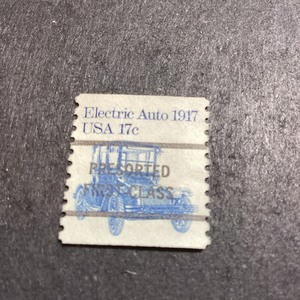 Electric Auto 1917
USA 17c
PRESORTED
FIRST-CLASS